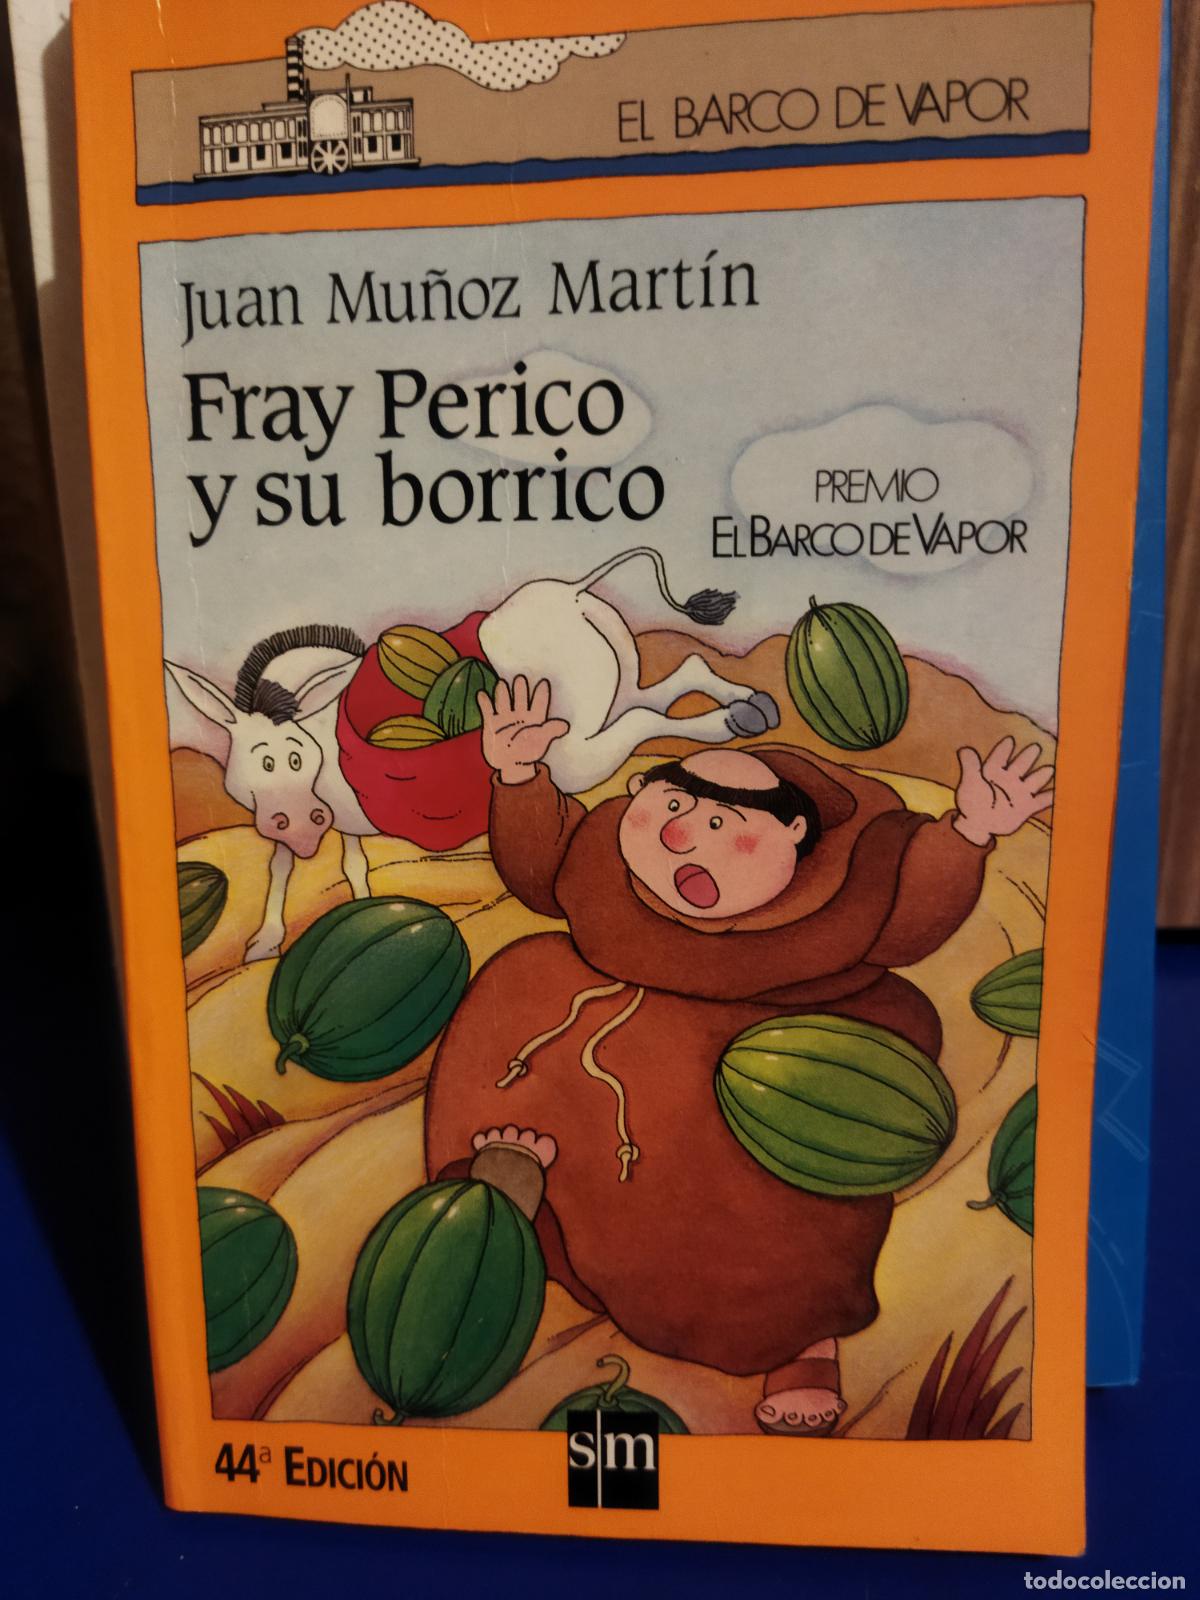 EL BARCO DE VAPOR
Juan Muñoz Martín
Fray Perico
y su borrico
PREMIO
EL BARCO DE VAPOR
44ª EDICIÓN
sm
todocoleccion